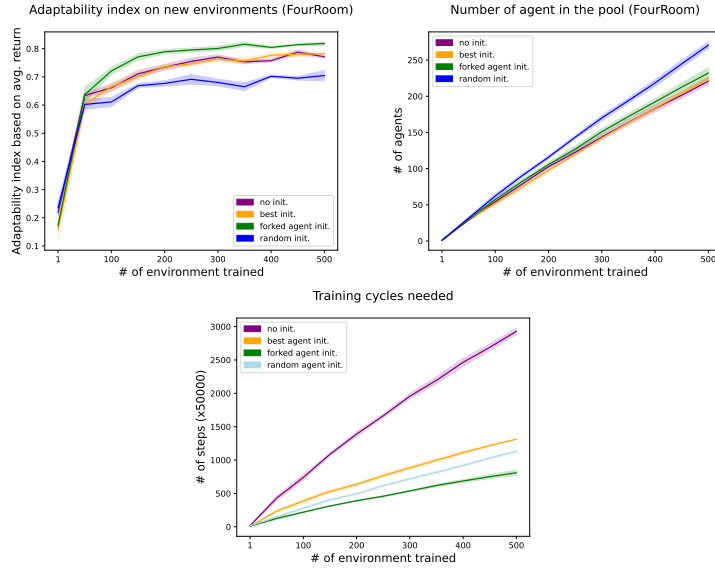 Adaptability index on new environments (FourRoom)
Adaptability index based on avg. return
0.8
0.7
0.6
0.5
0.4
0.3
0.2
0.1
no init.
best init.
forked agent init.
random init.
1
100
200
300
400
500
# of environment trained
Number of agent in the pool (FourRoom)
# of agents
250
200
150
100
50
0
no init.
best init.
forked agent init.
random init.
1
100
200
300
400
500
# of environment trained
Training cycles needed
# of steps (x50000)
3000
2500
2000
1500
1000
500
0
no init.
best agent init.
forked agent init.
random agent init.
1
100
200
300
400
500
# of environment trained